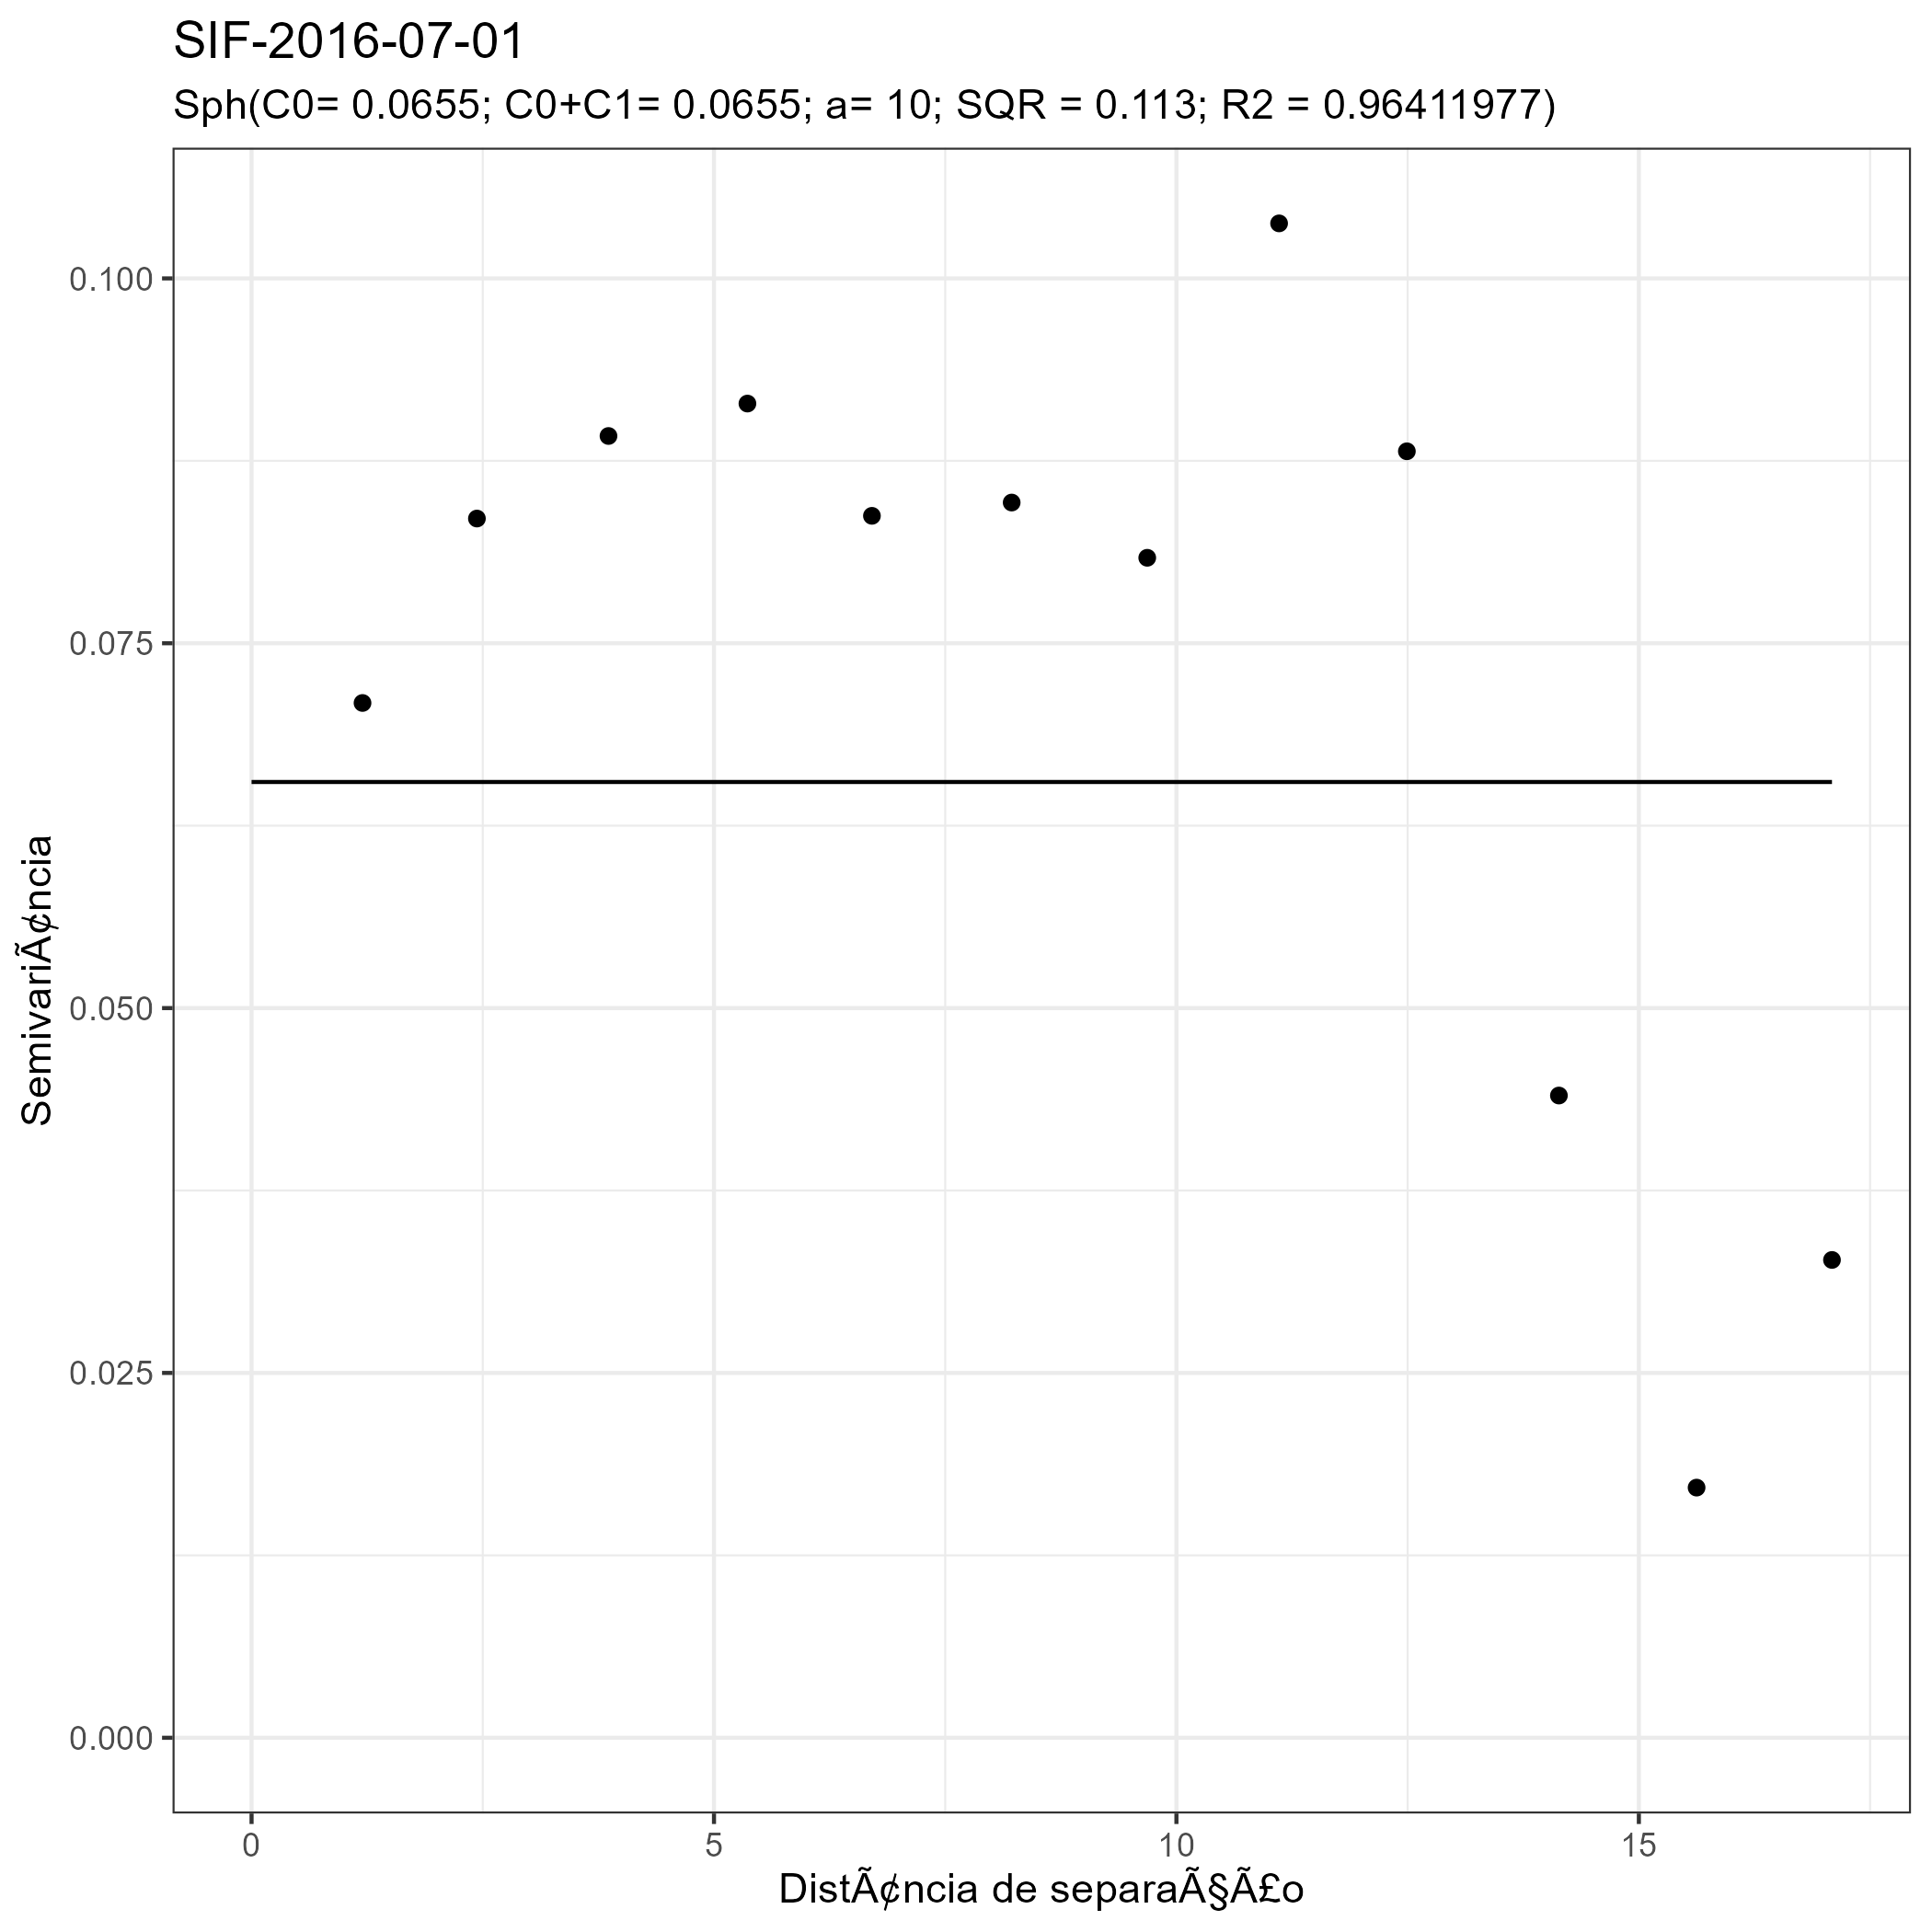 SIF-2016-07-01
Sph(C0= 0.0655; C0+C1= 0.0655; a= 10; SQR = 0.113; R2 = 0.96411977)
0.100
0.075
0.050
0.025
0.000
SemivariÃ¢ncia
0
5
10
15
DistÃ¢ncia de separaÃ§Ã£o